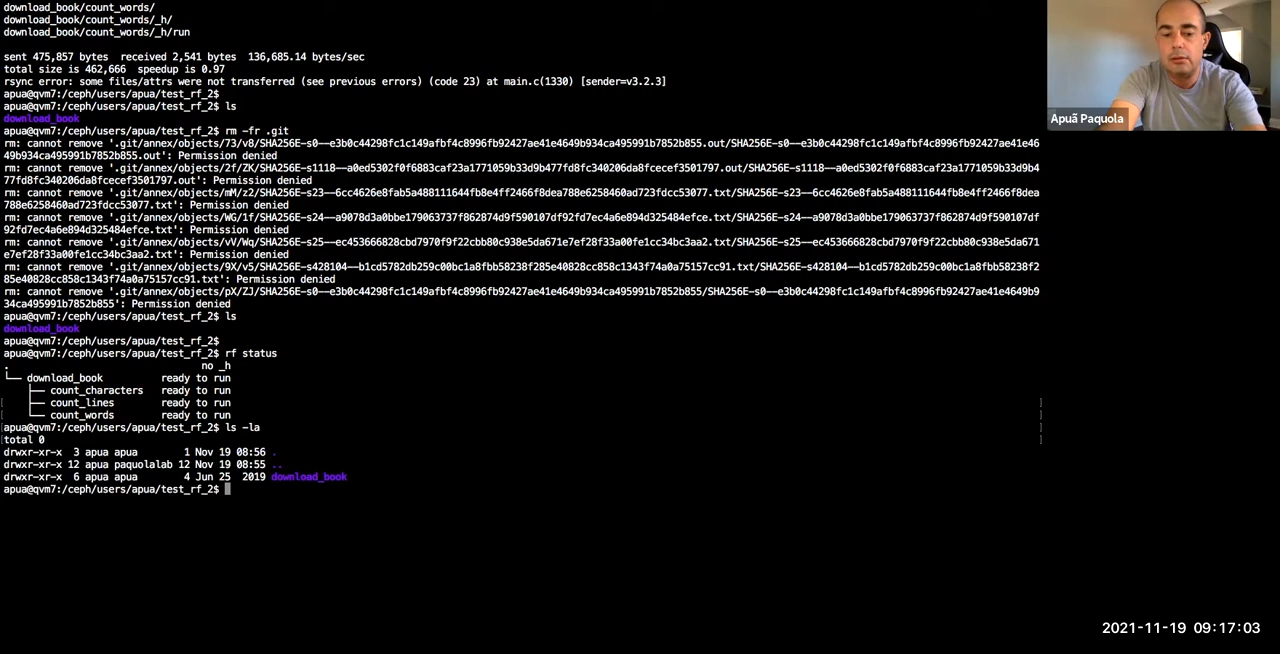 download_book/count_words/
download_book/count_words/_h/
download_book/count_words/_h/run
sent 475,857 bytes  received 2,541 bytes  136,685.14 bytes/sec
total size is 462,666  speedup is 0.97
rsync error: some files/attrs were not transferred (see previous errors) (code 23) at main.c(1330) [sender=v3.2.3]
apua@qvm7:/ceph/users/apua/test_rf_2$
apua@qvm7:/ceph/users/apua/test_rf_2$ ls
download_book
apua@qvm7:/ceph/users/apua/test_rf_2$ rm -fr .git
rm: cannot remove '.git/annex/objects/73/v8/SHA256E-s0--e3b0c44298fc1c149afbf4c8996fb92427ae41e4649b934ca495991b7852b855.out/SHA256E-s0--e3b0c44298fc1c149afbf4c8996fb92427ae41e46
49b934ca495991b7852b855.out': Permission denied
rm: cannot remove '.git/annex/objects/2f/ZK/SHA256E-s1118--a0ed5302f0f6883caf23a1771059b33d9b477fd8fc340206da8fcecef3501797.out/SHA256E-s1118--a0ed5302f0f6883caf23a1771059b33d9b4
77fd8fc340206da8fcecef3501797.out': Permission denied
rm: cannot remove '.git/annex/objects/mM/z2/SHA256E-s23--6cc4626e8fab5a488111644fb8e4ff2466f8dea788e6258460ad723fdcc53077.txt/SHA256E-s23--6cc4626e8fab5a488111644fb8e4ff2466f8dea
788e6258460ad723fdcc53077.txt': Permission denied
rm: cannot remove '.git/annex/objects/WG/1f/SHA256E-s24--a9078d3a0bbe179063737f862874d9f590107df92fd7ec4a6e894d325484efce.txt/SHA256E-s24--a9078d3a0bbe179063737f862874d9f590107df
92fd7ec4a6e894d325484efce.txt': Permission denied
rm: cannot remove '.git/annex/objects/vV/Wq/SHA256E-s25--ec453666828cbd7970f9f22cbb80c938e5da671e7ef28f33a00fe1cc34bc3aa2.txt/SHA256E-s25--ec453666828cbd7970f9f22cbb80c938e5da671
e7ef28f33a00fe1cc34bc3aa2.txt': Permission denied
rm: cannot remove '.git/annex/objects/9X/v5/SHA256E-s428104--b1cd5782db259c00bc1a8fbb58238f285e40828cc858c1343f74a0a75157cc91.txt/SHA256E-s428104--b1cd5782db259c00bc1a8fbb58238f2
85e40828cc858c1343f74a0a75157cc91.txt': Permission denied
rm: cannot remove '.git/annex/objects/pX/ZJ/SHA256E-s0--e3b0c44298fc1c149afbf4c8996fb92427ae41e4649b934ca495991b7852b855/SHA256E-s0--e3b0c44298fc1c149afbf4c8996fb92427ae41e4649b9
34ca495991b7852b855': Permission denied
apua@qvm7:/ceph/users/apua/test_rf_2$ ls
download_book
apua@qvm7:/ceph/users/apua/test_rf_2$
apua@qvm7:/ceph/users/apua/test_rf_2$ rf status
.                         no _h
└── download_book         ready to run
    ├── count_characters  ready to run
    ├── count_lines       ready to run
    └── count_words       ready to run
apua@qvm7:/ceph/users/apua/test_rf_2$ ls -la
total 0
drwxr-xr-x  3 apua apua        1 Nov 19 08:56 .
drwxr-xr-x 12 apua paquolalab 12 Nov 19 08:55 ..
drwxr-xr-x  6 apua apua        4 Jun 25  2019 download_book
apua@qvm7:/ceph/users/apua/test_rf_2$
Apuã Paquola
2021-11-19 09:17:03